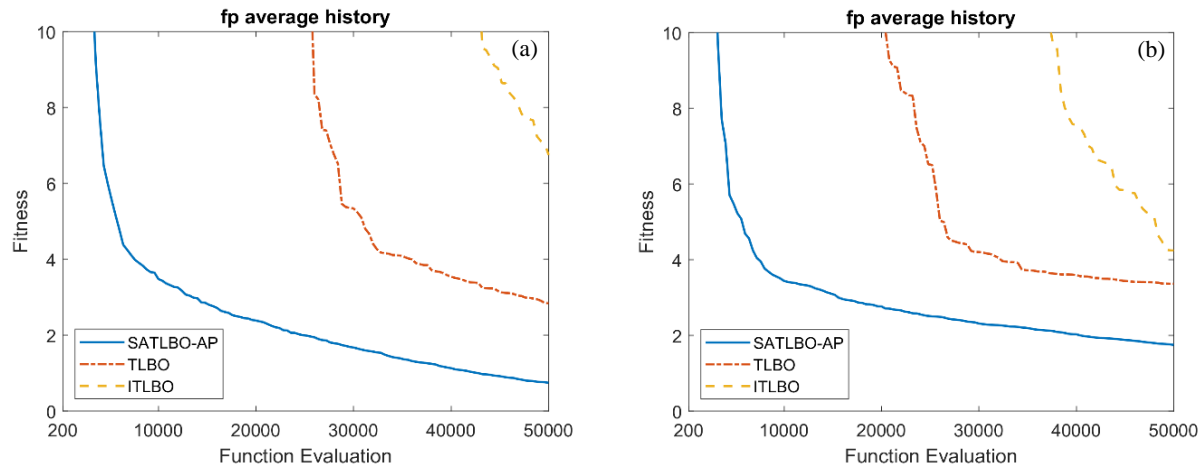 fp average history
(a)
10
8
6
4
2
0
Fitness
SATLBO-AP
TLBO
ITLBO
200 10000 20000 30000 40000 50000
Function Evaluation
fp average history
(b)
10
8
6
4
2
0
Fitness
SATLBO-AP
TLBO
ITLBO
200 10000 20000 30000 40000 50000
Function Evaluation